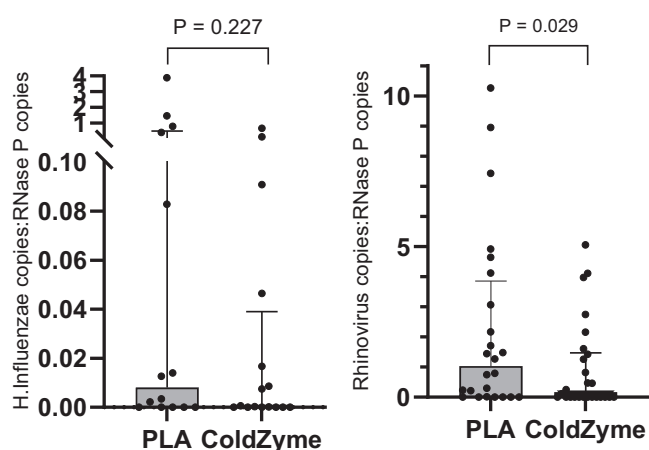 P = 0.227
H.Influenzae copies:RNase P copies
4
3
2
1
0.10
0.08
0.06
0.04
0.02
0.00
PLA ColdZyme
P = 0.029
Rhinovirus copies:RNase P copies
10
5
0
PLA ColdZyme